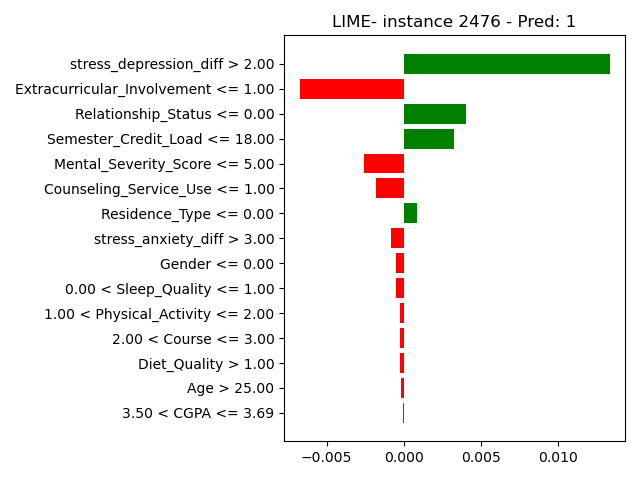 LIME- instance 2476 - Pred: 1
stress_depression_diff > 2.00
Extracurricular_Involvement <= 1.00
Relationship_Status <= 0.00
Semester_Credit_Load <= 18.00
Mental_Severity_Score <= 5.00
Counseling_Service_Use <= 1.00
Residence_Type <= 0.00
stress_anxiety_diff > 3.00
Gender <= 0.00
0.00 < Sleep_Quality <= 1.00
1.00 < Physical_Activity <= 2.00
2.00 < Course <= 3.00
Diet_Quality > 1.00
Age > 25.00
3.50 < CGPA <= 3.69
−0.005 0.000 0.005 0.010